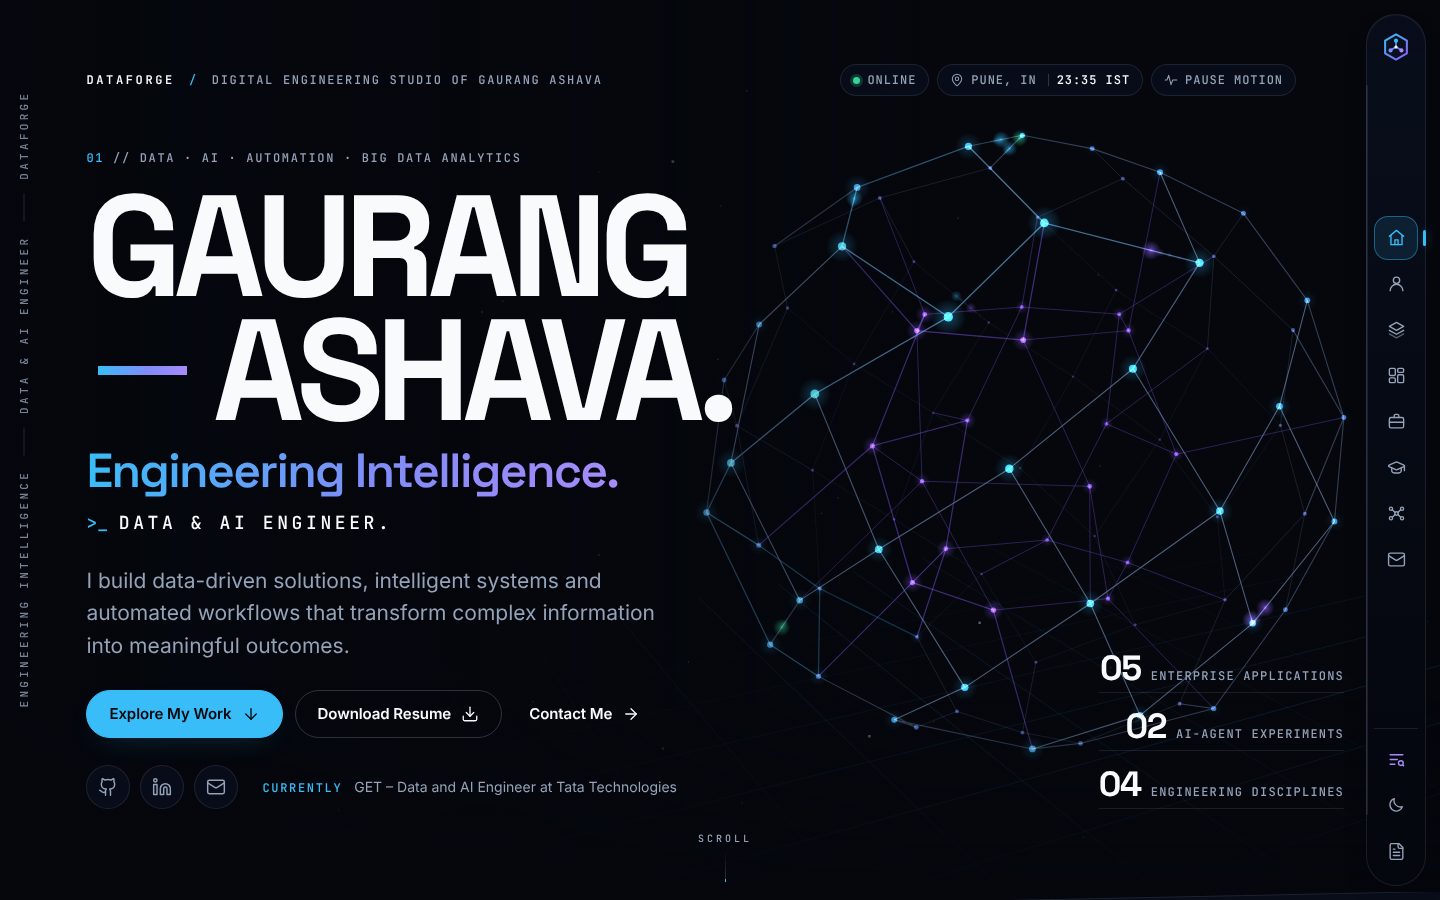 DATAFORGE / DIGITAL ENGINEERING STUDIO OF GAURANG ASHAVA
ONLINE
PUNE, IN | 23:35 IST
PAUSE MOTION
ENGINEERING INTELLIGENCE
DATA & AI ENGINEER
DATAFORGE
01 // DATA · AI · AUTOMATION · BIG DATA ANALYTICS
GAURANG
ASHAVA.
Engineering Intelligence.
>_ DATA & AI ENGINEER.
I build data-driven solutions, intelligent systems and
automated workflows that transform complex information
into meaningful outcomes.
Explore My Work
Download Resume
Contact Me
CURRENTLY GET – Data and AI Engineer at Tata Technologies
05 ENTERPRISE APPLICATIONS
02 AI-AGENT EXPERIMENTS
04 ENGINEERING DISCIPLINES
SCROLL